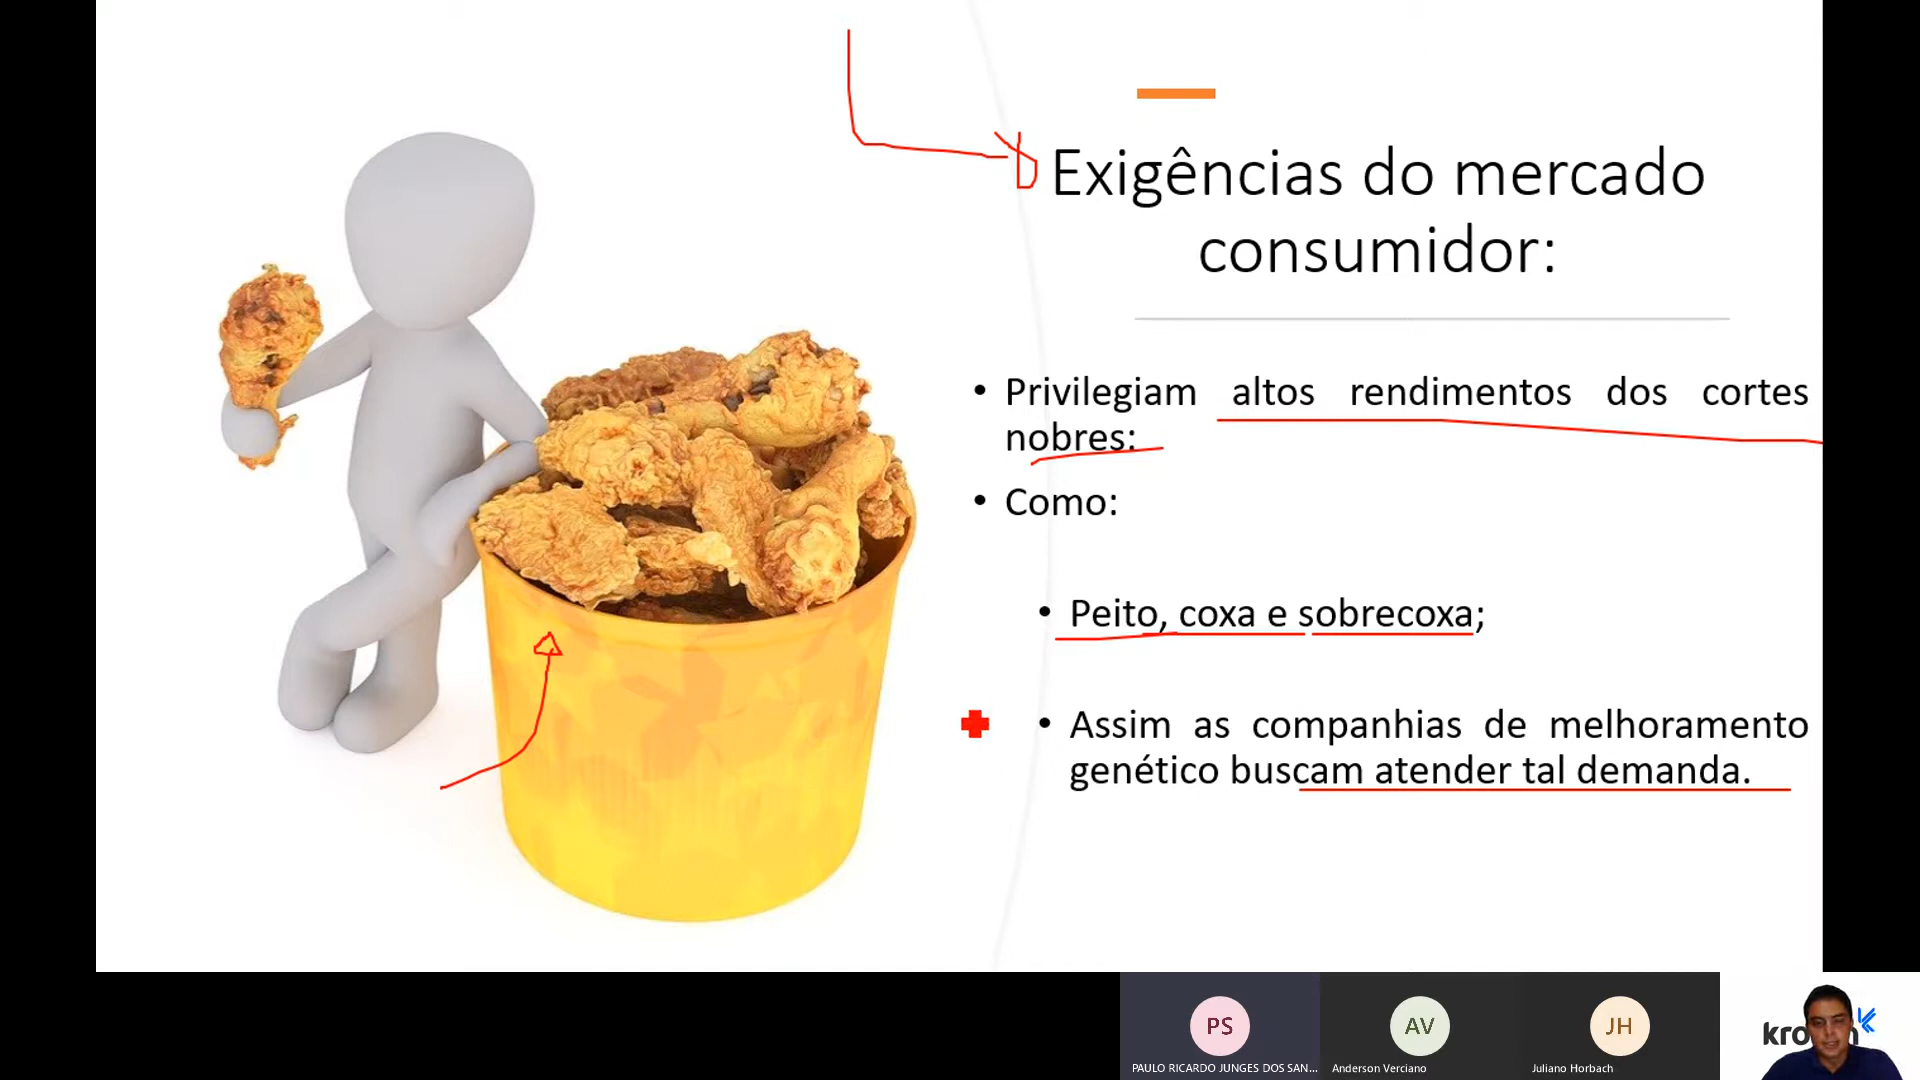 Exigências do mercado
consumidor:
• Privilegiam altos rendimentos dos cortes
nobres:
• Como:
• Peito, coxa e sobrecoxa;
• Assim as companhias de melhoramento
genético buscam atender tal demanda.
PS
AV
JH
PAULO RICARDO JUNGES DOS SAN...
Anderson Verciano
Juliano Horbach